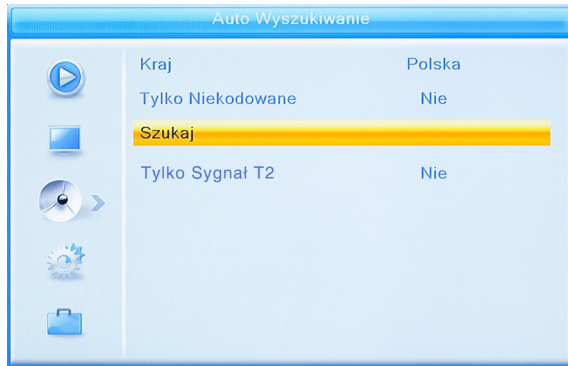 Auto Wyszukiwanie
Kraj Polska
Tylko Niekodowane Nie
Szukaj
Tylko Sygnał T2 Nie